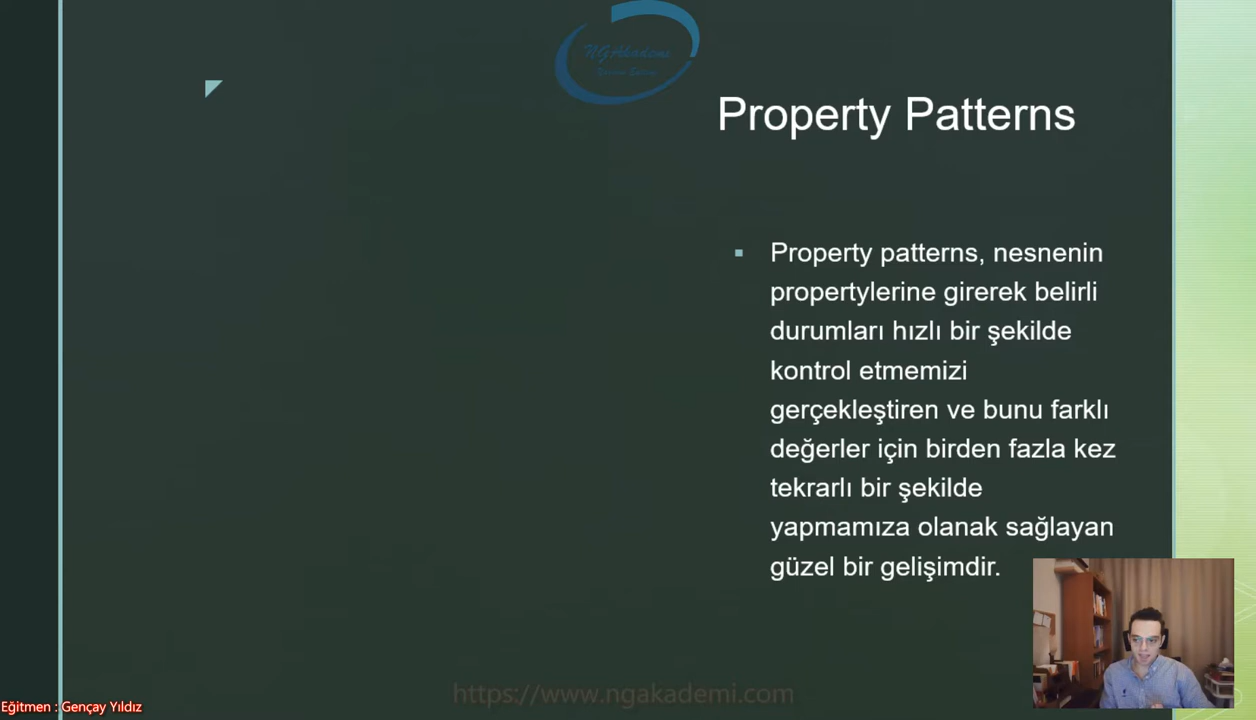 NGAkademi
Property Patterns
Property patterns, nesnenin
propertylerine girerek belirli
durumları hızlı bir şekilde
kontrol etmemizi
gerçekleştiren ve bunu farklı
değerler için birden fazla kez
tekrarlı bir şekilde
yapmamıza olanak sağlayan
güzel bir gelişimdir.
https://www.ngakademi.com
Eğitmen : Gençay Yıldız